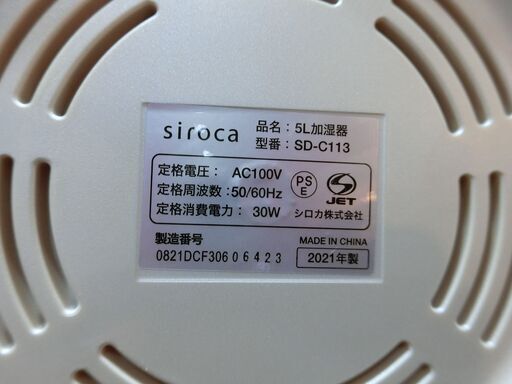 siroca
品名：5L加湿器
型番：SD-C113
定格電圧： AC100V
定格周波数：50/60Hz
定格消費電力： 30W
PS
E
S
JET
シロカ株式会社
製造番号
0821DCF306 06423
MADE IN CHINA
2021年製